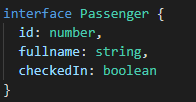 interface Passenger {
  id: number,
  fullname: string,
  checkedIn: boolean
}